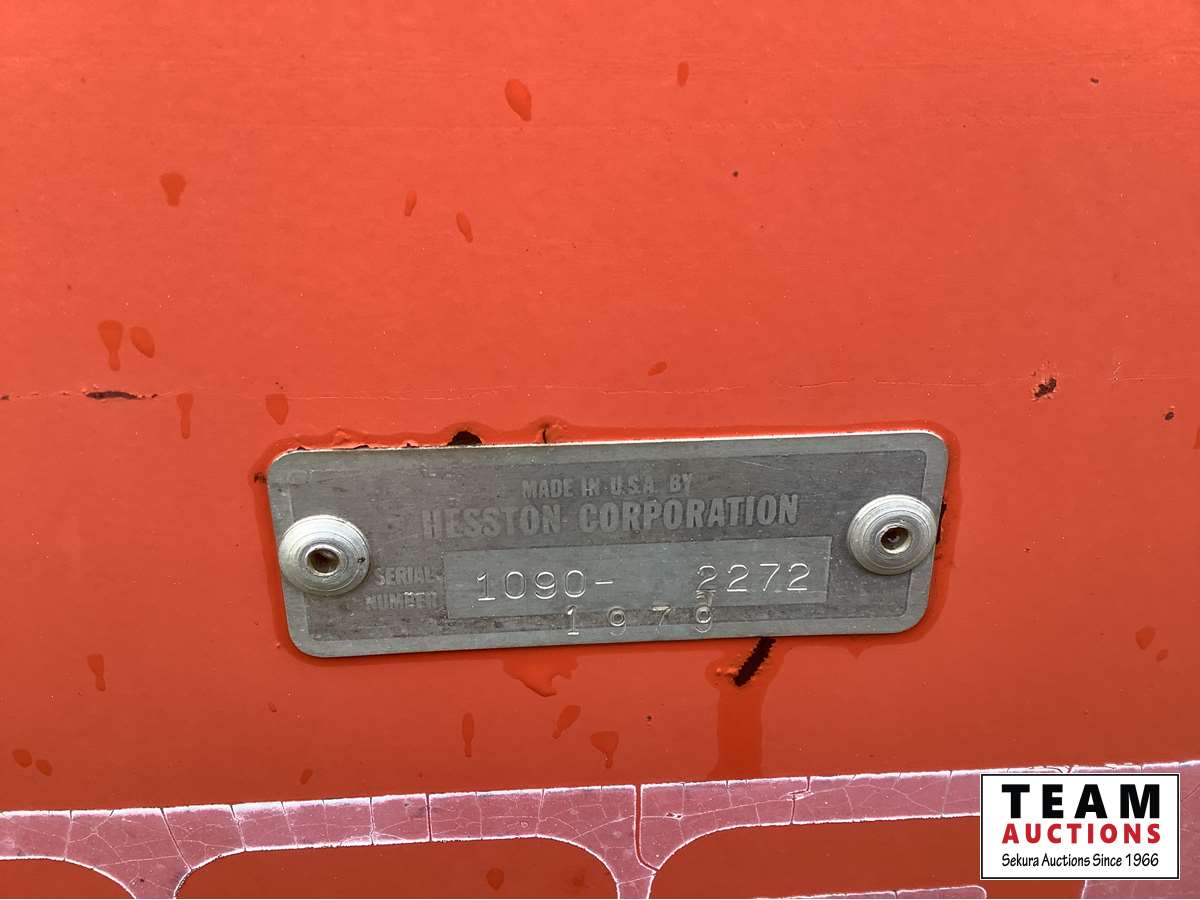 MADE IN U.S.A. BY
HESSTON CORPORATION
SERIAL
NUMBER
1090- 2272
1979
TEAM
AUCTIONS
Sekura Auctions Since 1966